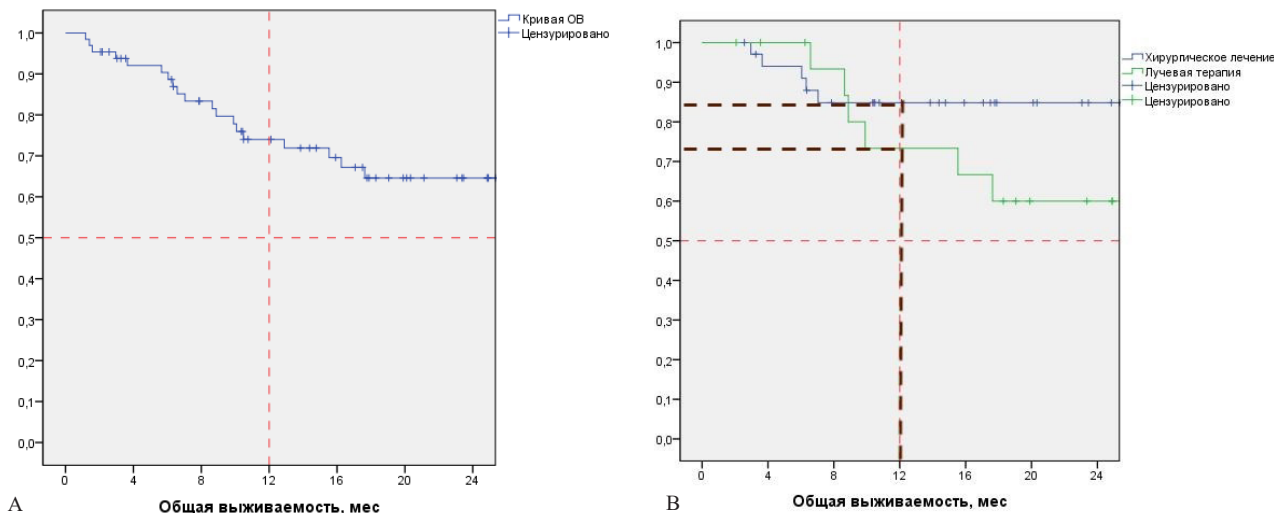 Кривая ОВ
Цензурировано
1,0
0,9
0,8
0,7
0,6
0,5
0,4
0,3
0,2
0,1
0,0
0 4 8 12 16 20 24
Общая выживаемость, мес
A
Хирургическое лечение
Лучевая терапия
Цензурировано
Цензурировано
1,0
0,9
0,8
0,7
0,6
0,5
0,4
0,3
0,2
0,1
0,0
0 4 8 12 16 20 24
Общая выживаемость, мес
B